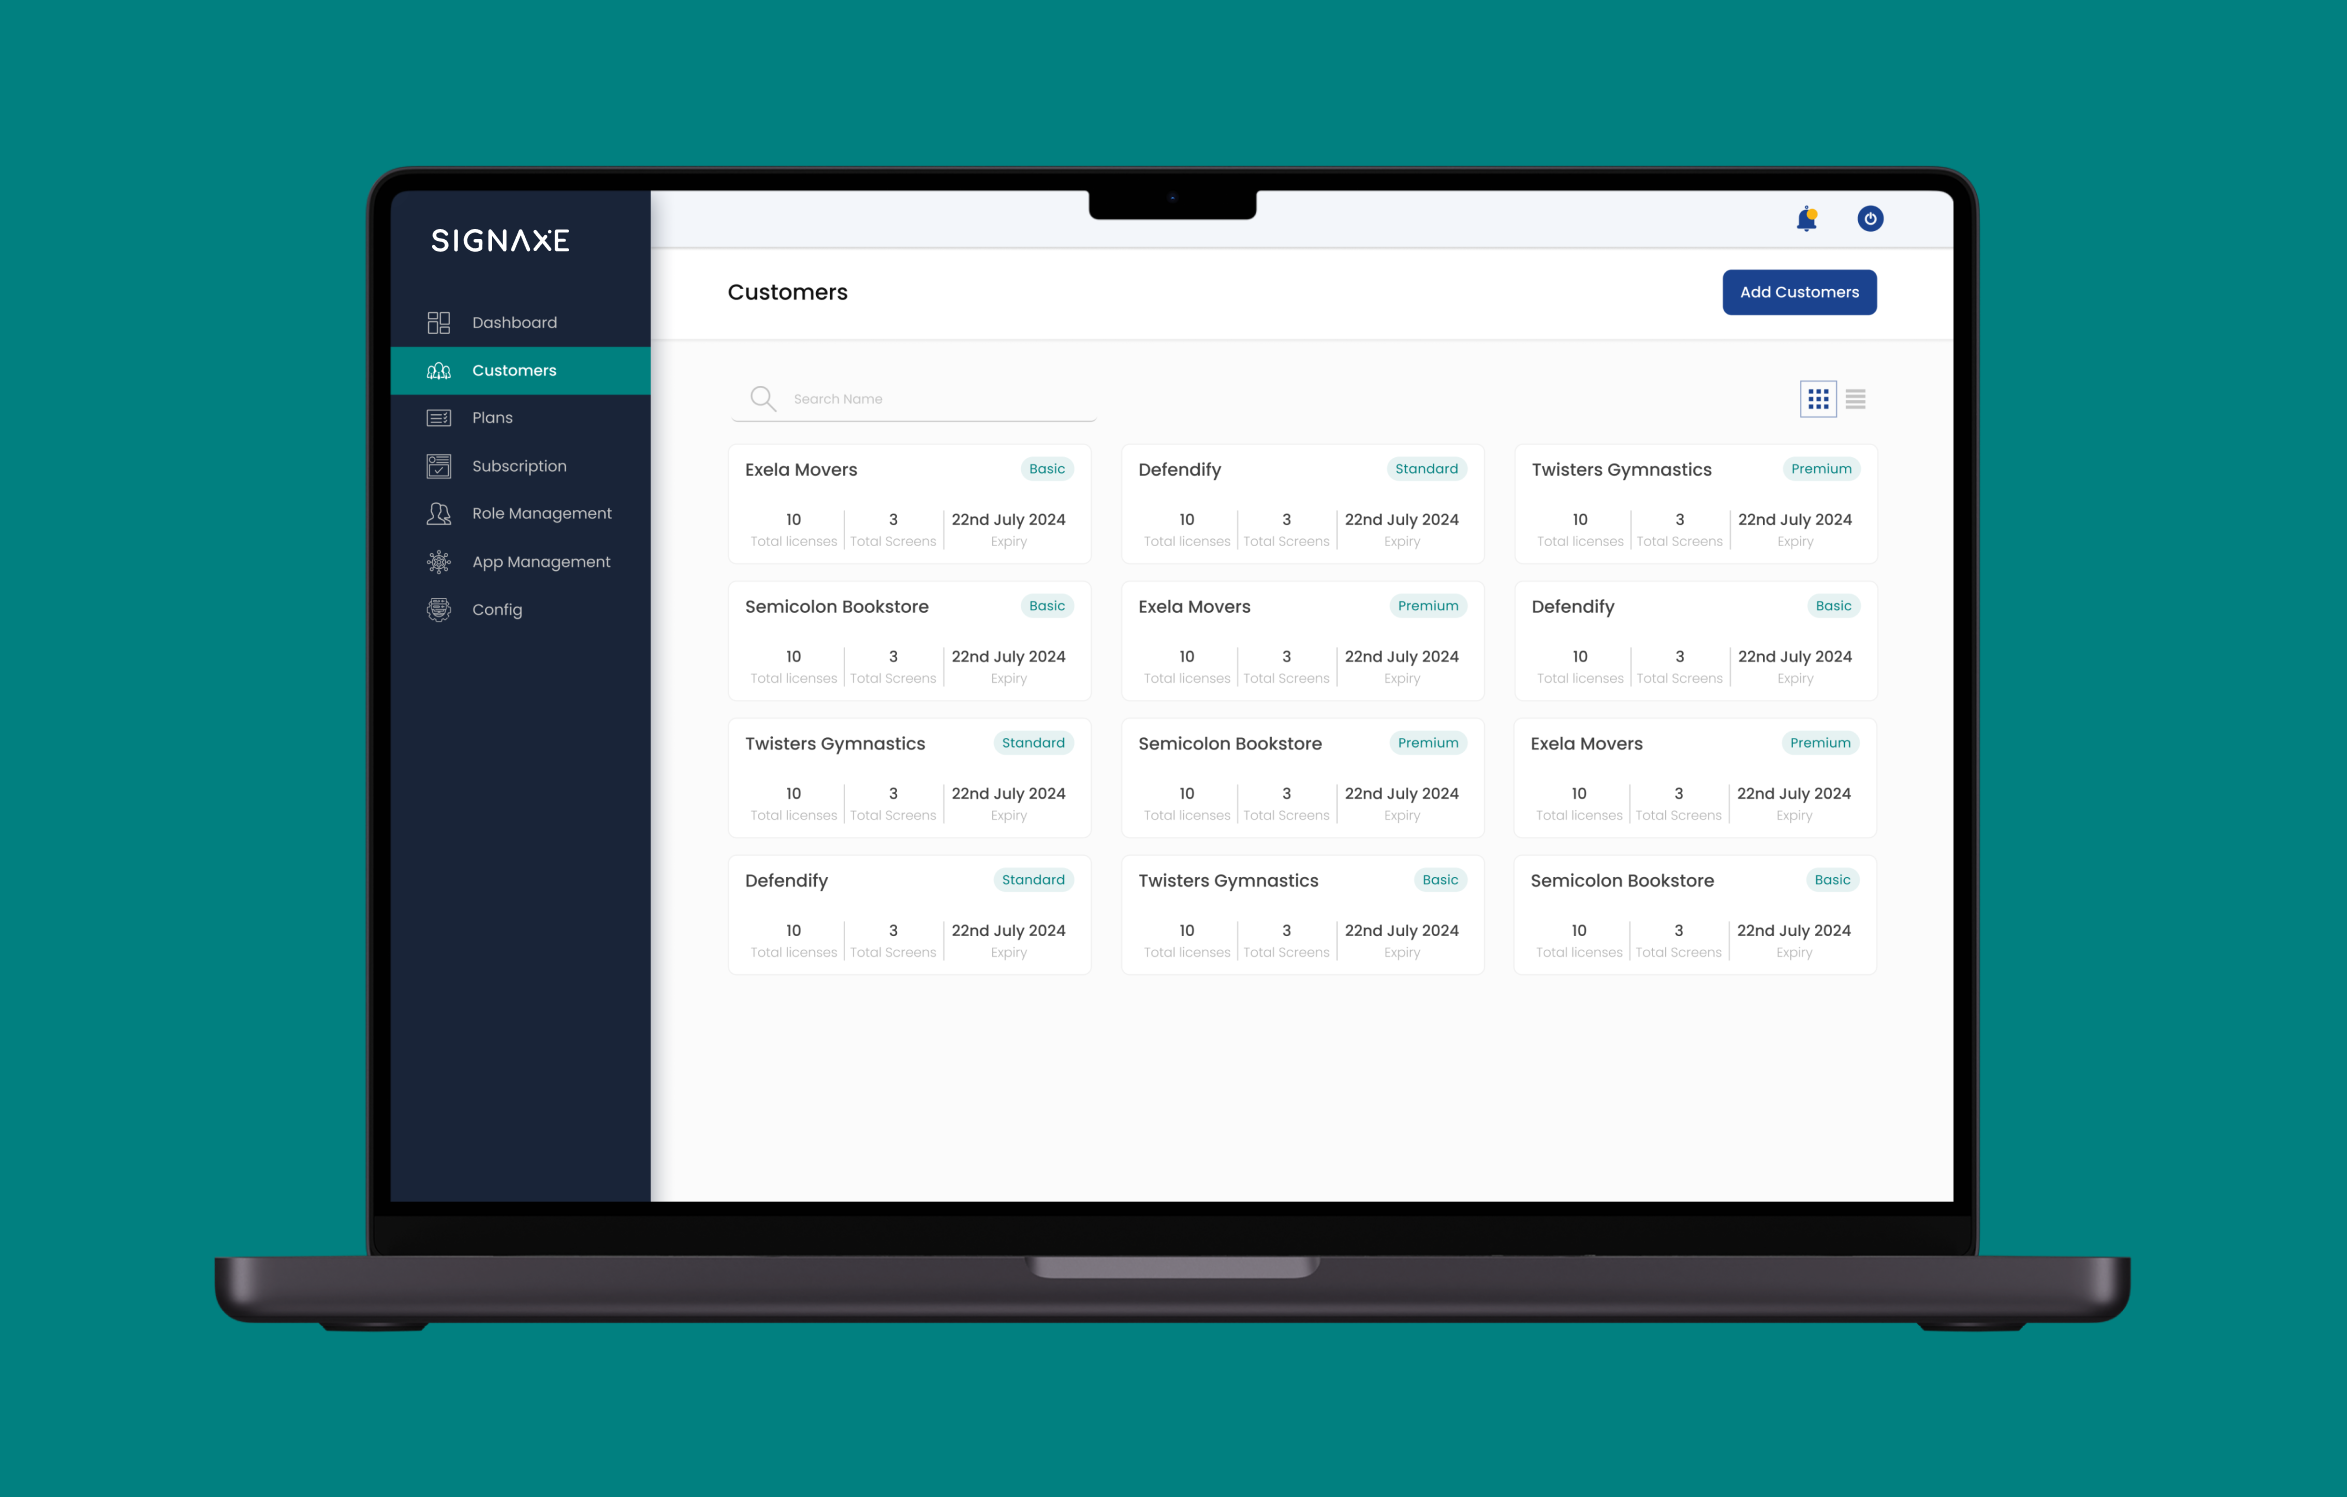 SIGNAXE
Dashboard
Customers
Plans
Subscription
Role Management
App Management
Config
Customers
Add Customers
Search Name
Exela Movers Basic
10 3 22nd July 2024
Total licenses Total Screens Expiry
Defendify Standard
10 3 22nd July 2024
Total licenses Total Screens Expiry
Twisters Gymnastics Premium
10 3 22nd July 2024
Total licenses Total Screens Expiry
Semicolon Bookstore Basic
10 3 22nd July 2024
Total licenses Total Screens Expiry
Exela Movers Premium
10 3 22nd July 2024
Total licenses Total Screens Expiry
Defendify Basic
10 3 22nd July 2024
Total licenses Total Screens Expiry
Twisters Gymnastics Standard
10 3 22nd July 2024
Total licenses Total Screens Expiry
Semicolon Bookstore Premium
10 3 22nd July 2024
Total licenses Total Screens Expiry
Exela Movers Premium
10 3 22nd July 2024
Total licenses Total Screens Expiry
Defendify Standard
10 3 22nd July 2024
Total licenses Total Screens Expiry
Twisters Gymnastics Basic
10 3 22nd July 2024
Total licenses Total Screens Expiry
Semicolon Bookstore Basic
10 3 22nd July 2024
Total licenses Total Screens Expiry